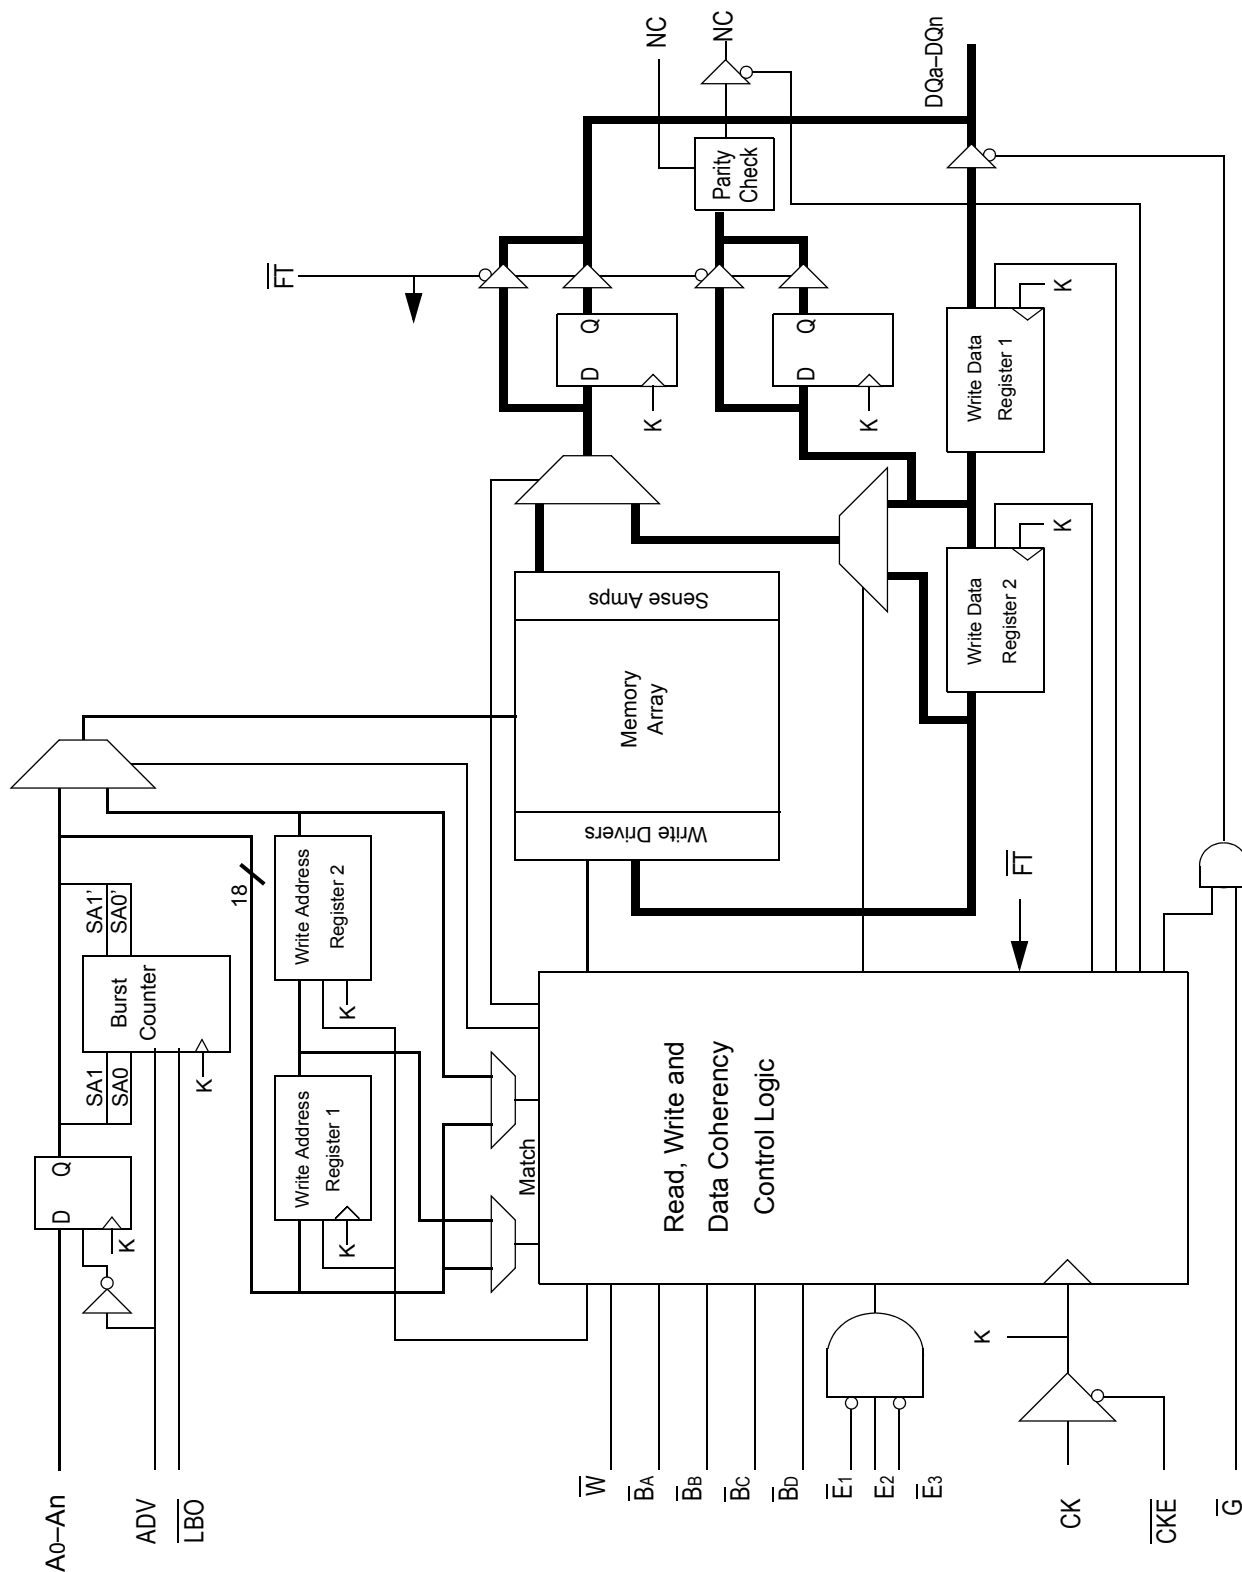 A0–An
ADV
LBO
W
BA
BB
BC
BD
E1
E2
E3
CK
CKE
G
D Q
K
SA1
SA0
Burst
Counter
SA1’
SA0’
K
18
Write Address
Register 1
K
Write Address
Register 2
K
Match
Read, Write and
Data Coherency
Control Logic
K
FT
Write Drivers
Memory
Array
Sense Amps
Write Data
Register 2
K
Write Data
Register 1
K
D Q
K
D Q
K
FT
Parity
Check
NC
NC
DQa–DQn